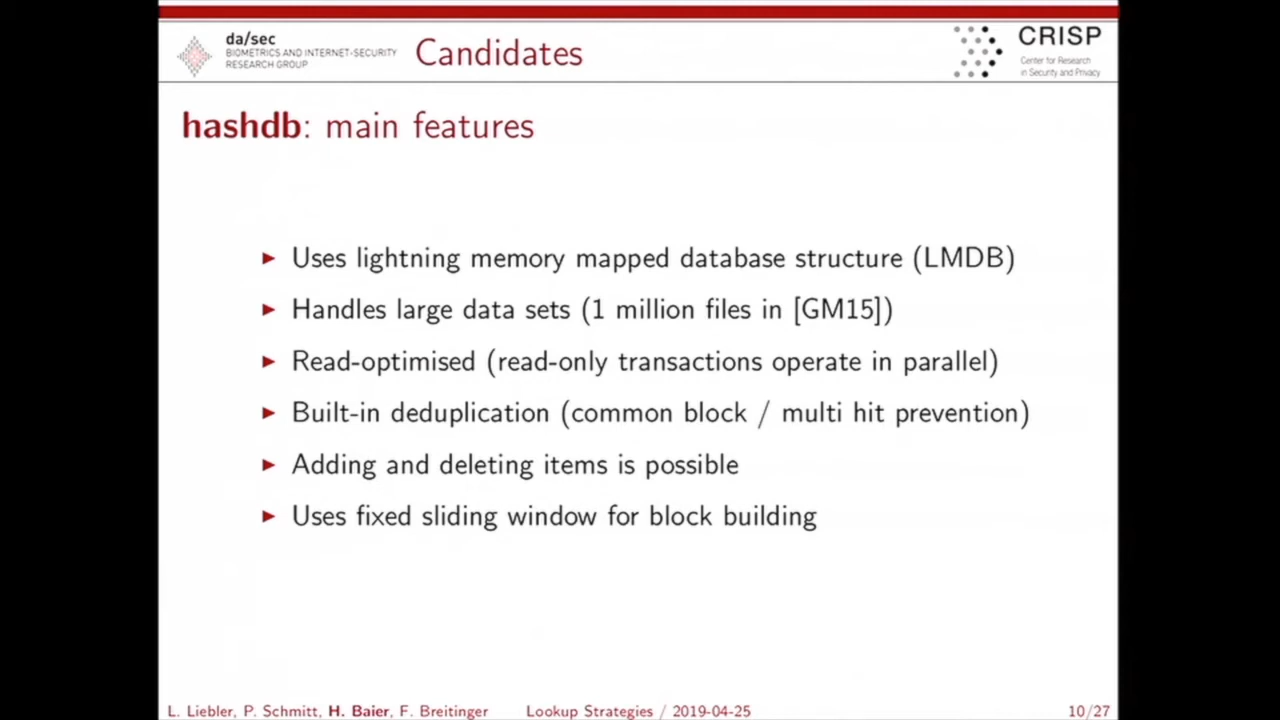 da/sec
BIOMETRICS AND INTERNET-SECURITY
RESEARCH GROUP
Candidates
CRISP
Center for Research
in Security and Privacy
hashdb: main features
▶ Uses lightning memory mapped database structure (LMDB)
▶ Handles large data sets (1 million files in [GM15])
▶ Read-optimised (read-only transactions operate in parallel)
▶ Built-in deduplication (common block / multi hit prevention)
▶ Adding and deleting items is possible
▶ Uses fixed sliding window for block building
L. Liebler, P. Schmitt, H. Baier, F. Breitinger Lookup Strategies / 2019-04-25 10/27